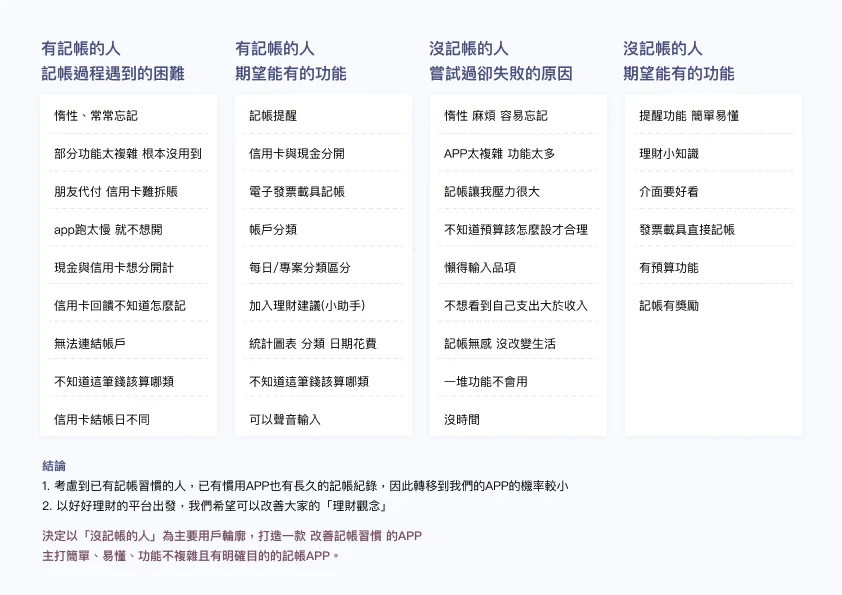 有記帳的人
記帳過程遇到的困難
惰性、常常忘記
部分功能太複雜 根本沒用到
朋友代付 信用卡難拆賬
app跑太慢 就不想開
現金與信用卡想分開計
信用卡回饋不知道怎麼記
無法連結帳戶
不知道這筆錢該算哪類
信用卡結帳日不同
有記帳的人
期望能有的功能
記帳提醒
信用卡與現金分開
電子發票載具記帳
帳戶分類
每日/專案分類區分
加入理財建議(小助手)
統計圖表 分類 日期花費
不知道這筆錢該算哪類
可以聲音輸入
沒記帳的人
嘗試過卻失敗的原因
惰性 麻煩 容易忘記
APP太複雜 功能太多
記帳讓我壓力很大
不知道預算該怎麼設才合理
懶得輸入品項
不想看到自己支出大於收入
記帳無感 沒改變生活
一堆功能不會用
沒時間
沒記帳的人
期望能有的功能
提醒功能 簡單易懂
理財小知識
介面要好看
發票載具直接記帳
有預算功能
記帳有獎勵
結論
1. 考慮到已有記帳習慣的人，已有慣用APP也有長久的記帳紀錄，因此轉移到我們的APP的機率較小
2. 以好好理財的平台出發，我們希望可以改善大家的「理財觀念」
決定以「沒記帳的人」為主要用戶輪廓，打造一款 改善記帳習慣 的APP
主打簡單、易懂、功能不複雜且有明確目的的記帳APP。